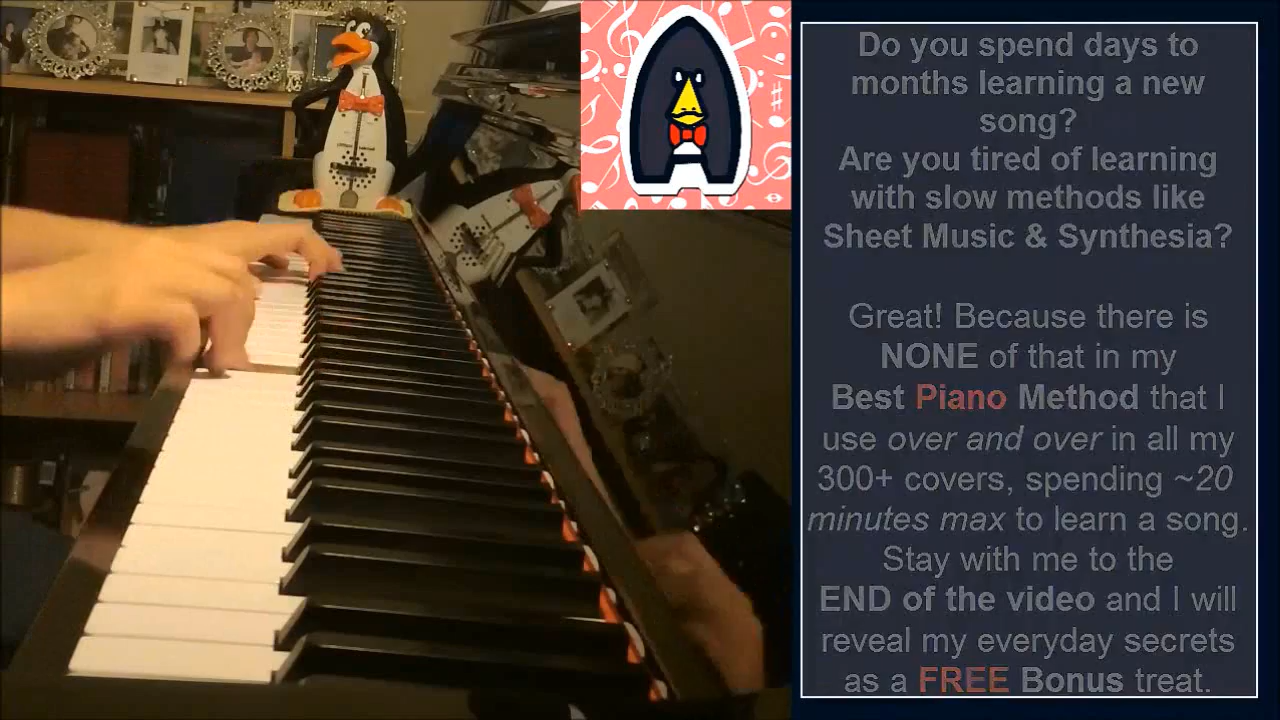 Do you spend days to
months learning a new
song?
Are you tired of learning
with slow methods like
Sheet Music & Synthesia?
Great! Because there is
NONE of that in my
Best Piano Method that I
use over and over in all my
300+ covers, spending ~20
minutes max to learn a song.
Stay with me to the
END of the video and I will
reveal my everyday secrets
as a FREE Bonus treat.